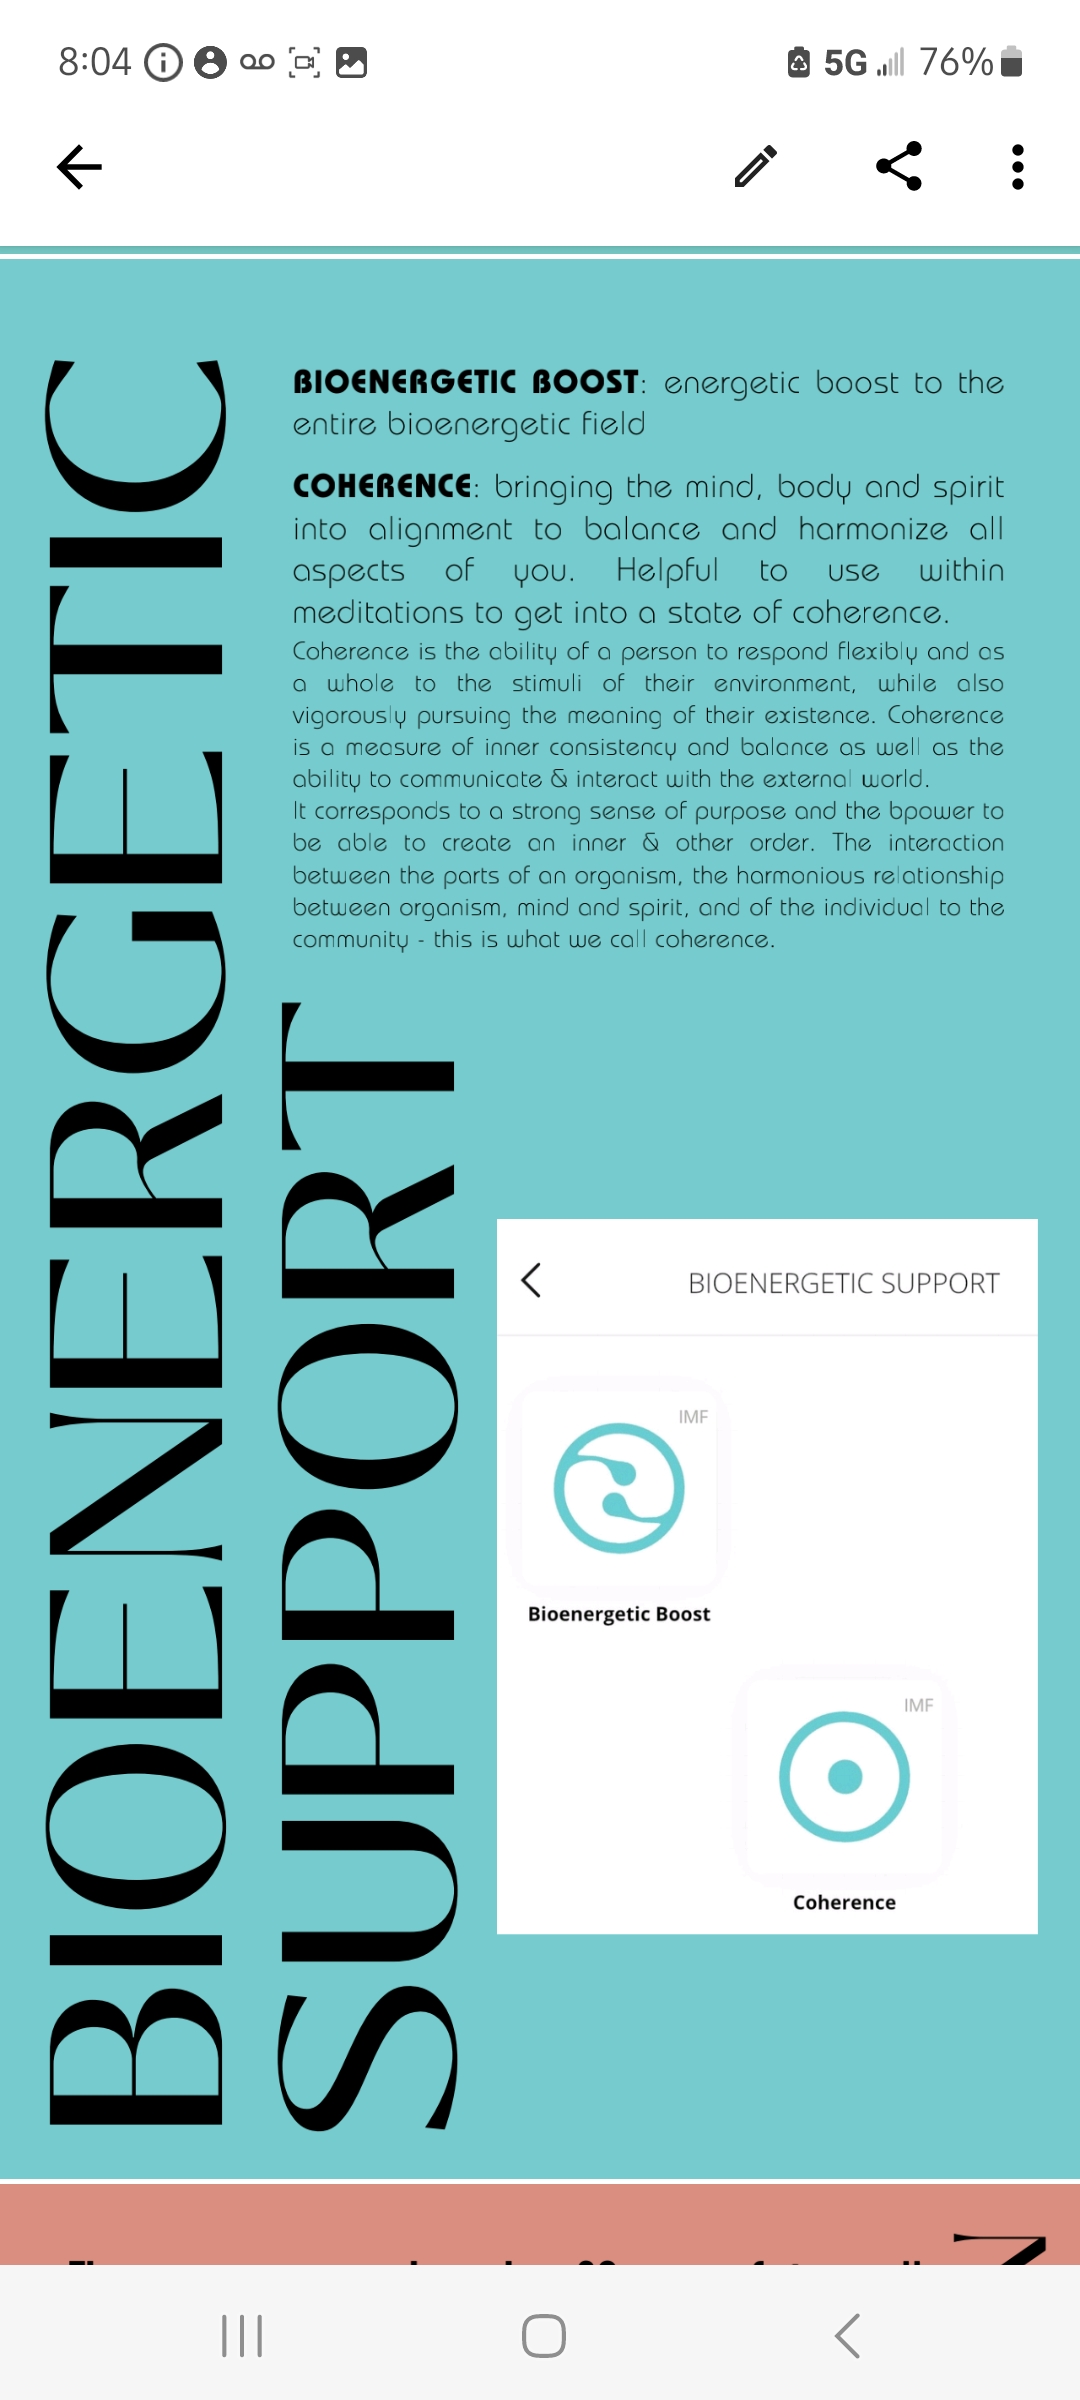 8:04
5G 76%
BIOENERGETIC
SUPPORT
BIOENERGETIC BOOST: energetic boost to the
entire bioenergetic field
COHERENCE: bringing the mind, body and spirit
into alignment to balance and harmonize all
aspects of you. Helpful to use within
meditations to get into a state of coherence.
Coherence is the ability of a person to respond flexibly and as
a whole to the stimuli of their environment, while also
vigorously pursuing the meaning of their existence. Coherence
is a measure of inner consistency and balance as well as the
ability to communicate & interact with the external world.
It corresponds to a strong sense of purpose and the bpower to
be able to create an inner & other order. The interaction
between the parts of an organism, the harmonious relationship
between organism, mind and spirit, and of the individual to the
community - this is what we call coherence.
BIOENERGETIC SUPPORT
IMF
Bioenergetic Boost
IMF
Coherence